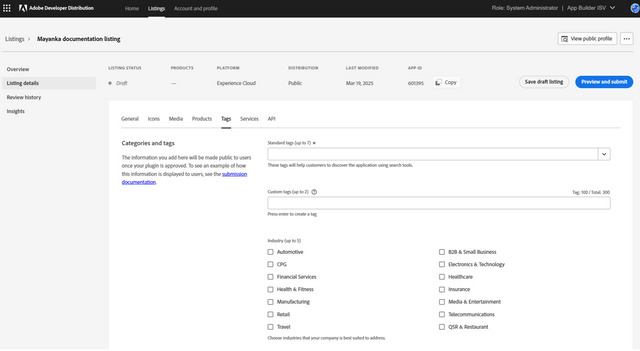 Adobe Developer Distribution
Home
Listings
Account and profile
Role: System Administrator | App Builder ISV
Listings
Mayanka documentation listing
View public profile
Overview
Listing details
Review history
Insights
LISTING STATUS
PRODUCTS
PLATFORM
DISTRIBUTION
LAST MODIFIED
APP ID
Draft
—
Experience Cloud
Public
Mar 19, 2025
601395
Copy
Save draft listing
Preview and submit
General
Icons
Media
Products
Tags
Services
API
Categories and tags
The information you add here will be made public to users
once your plugin is approved. To see an example of how
this information is displayed to users, see the submission
documentation.
Standard tags (up to 7) *
These tags will help customers to discover the application using search tools.
Custom tags (up to 2) ?
Tag: 100 / Total: 300
Press enter to create a tag
Industry (up to 5)
Automotive
B2B & Small Business
CPG
Electronics & Technology
Financial Services
Healthcare
Health & Fitness
Insurance
Manufacturing
Media & Entertainment
Retail
Telecommunications
Travel
QSR & Restaurant
Choose industries that your company is best suited to address.